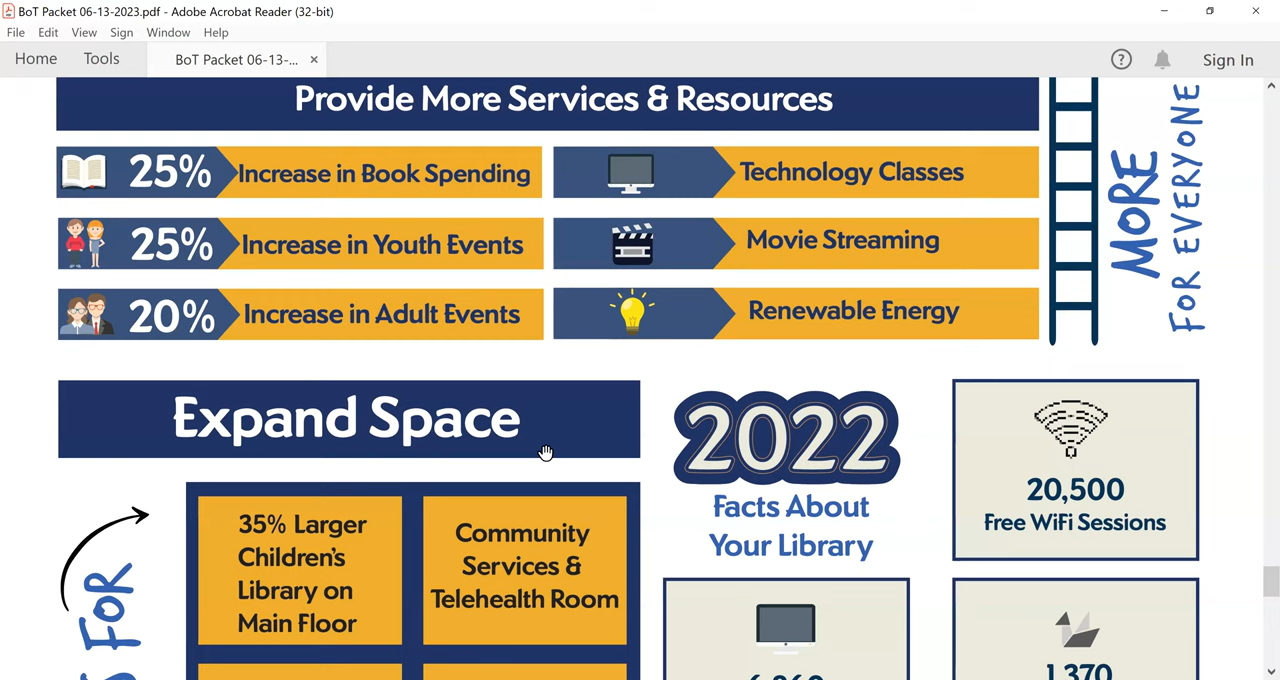 BoT Packet 06-13-2023.pdf - Adobe Acrobat Reader (32-bit)
File Edit View Sign Window Help
Home Tools BoT Packet 06-13-... × ? Sign In
Provide More Services & Resources
25% Increase in Book Spending
Technology Classes
25% Increase in Youth Events
Movie Streaming
20% Increase in Adult Events
Renewable Energy
MORE
FOR EVERYONE
Expand Space
35% Larger
Children's
Library on
Main Floor
Community
Services &
Telehealth Room
FOR
2022
Facts About
Your Library
20,500
Free WiFi Sessions
1,370